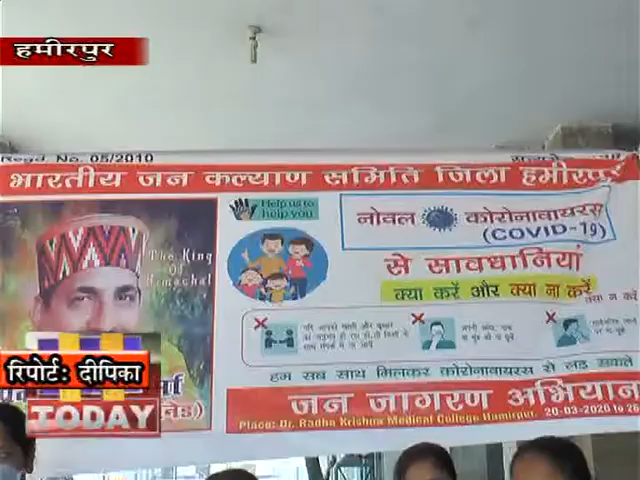 हमीरपुर
Regd. No. 05/2010
भारतीय जन कल्याण समिति जिला हमीरपुर
The King
Of
Himachal
Help us to
help you
नोवल कोरोनावायरस
(COVID-19)
से सावधानियां
क्या करें और क्या ना करें
क्या न करें
हम सब साथ मिलकर कोरोनावायरस से लड़ सकते
जन जागरण अभियान
Place: Dr. Radha Krishna Medical College Hamirpur, 20-03-2020 to
रिपोर्ट: दीपिका
TODAY